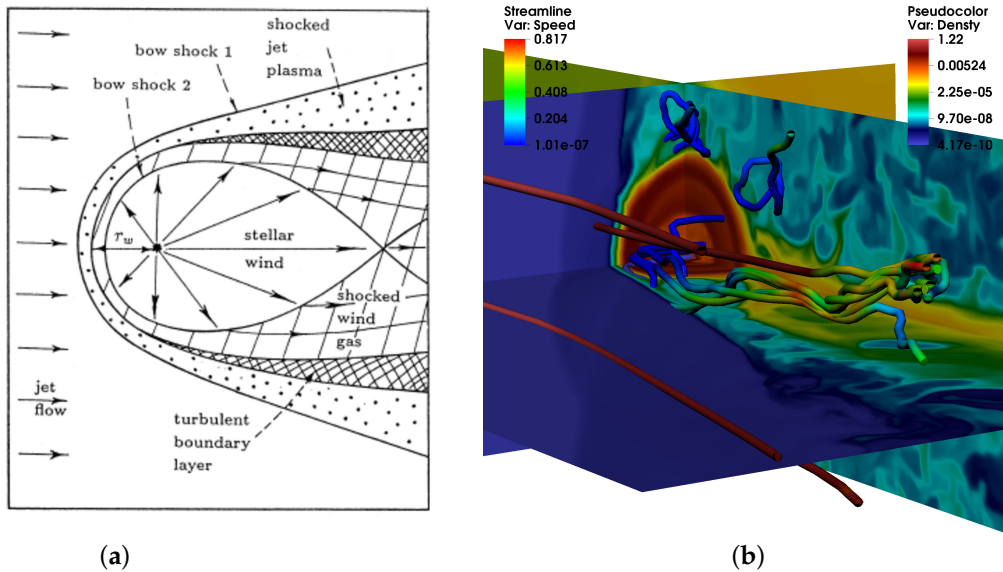 shocked
jet
plasma
bow shock 1
bow shock 2
r_w
stellar
wind
shocked
wind
gas
jet
flow
turbulent
boundary
layer
(a)
Streamline
Var: Speed
0.817
0.613
0.408
0.204
1.01e-07
Pseudocolor
Var: Densty
1.22
0.00524
2.25e-05
9.70e-08
4.17e-10
(b)